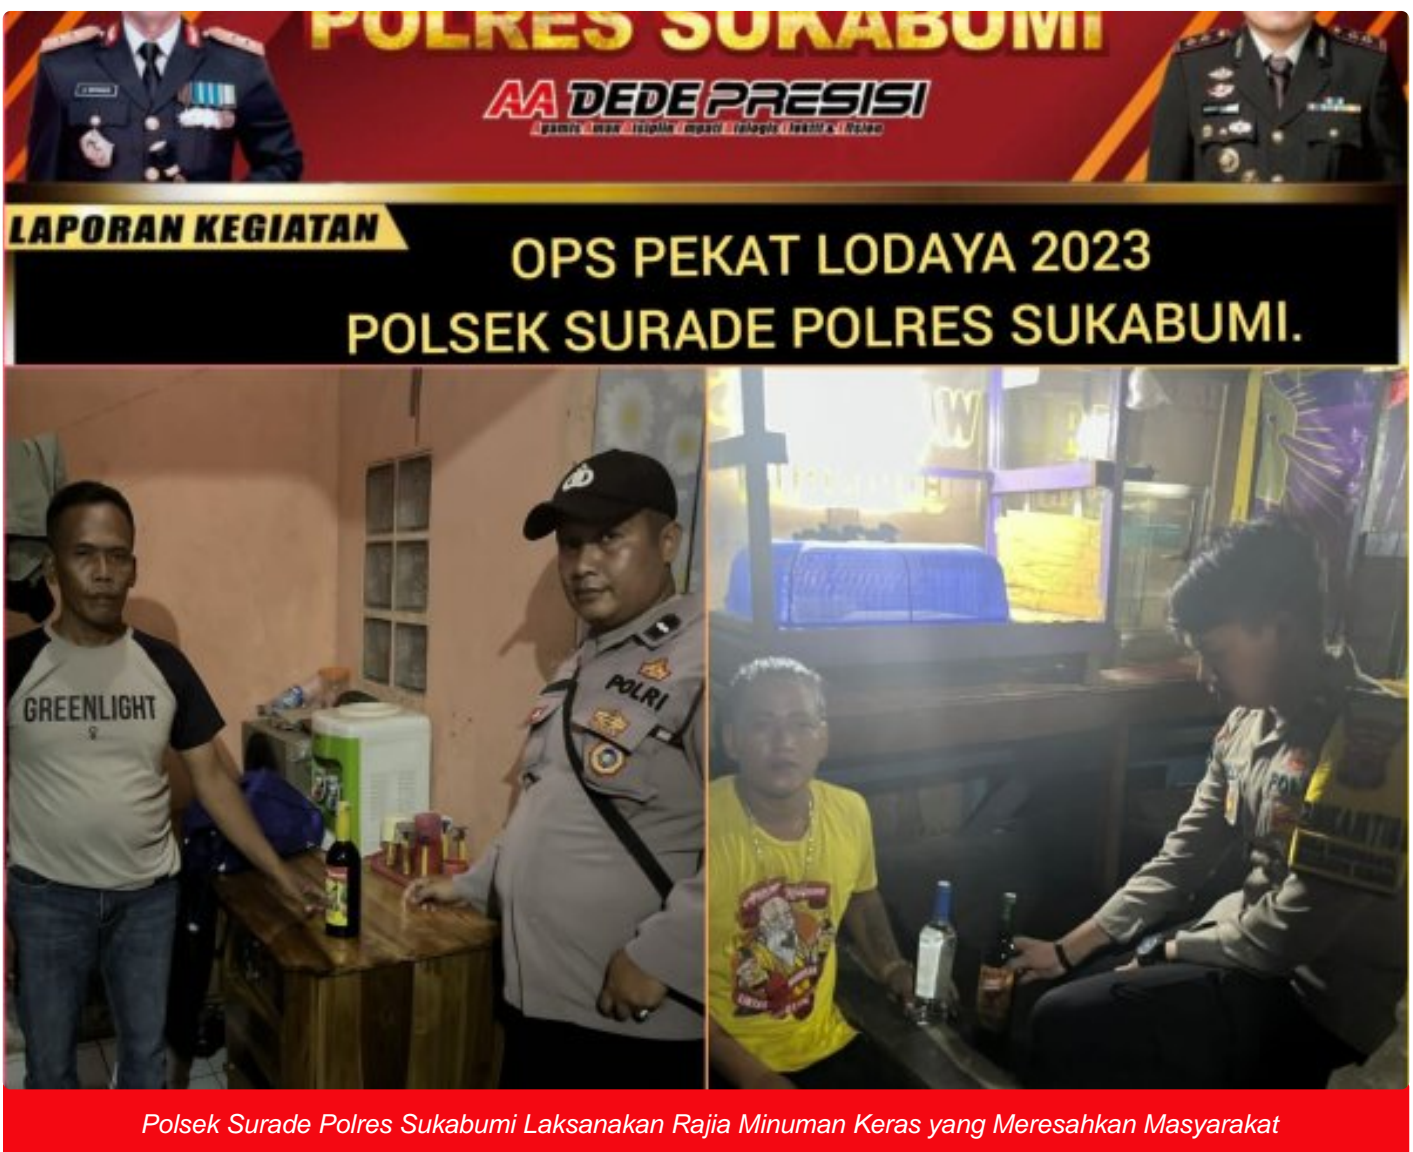 POLRES SUKABUMI
AA DEDE PRESISI
LAPORAN KEGIATAN
OPS PEKAT LODAYA 2023
POLSEK SURADE POLRES SUKABUMI.
GREENLIGHT
POLRI
Polsek Surade Polres Sukabumi Laksanakan Rajia Minuman Keras yang Meresahkan Masyarakat